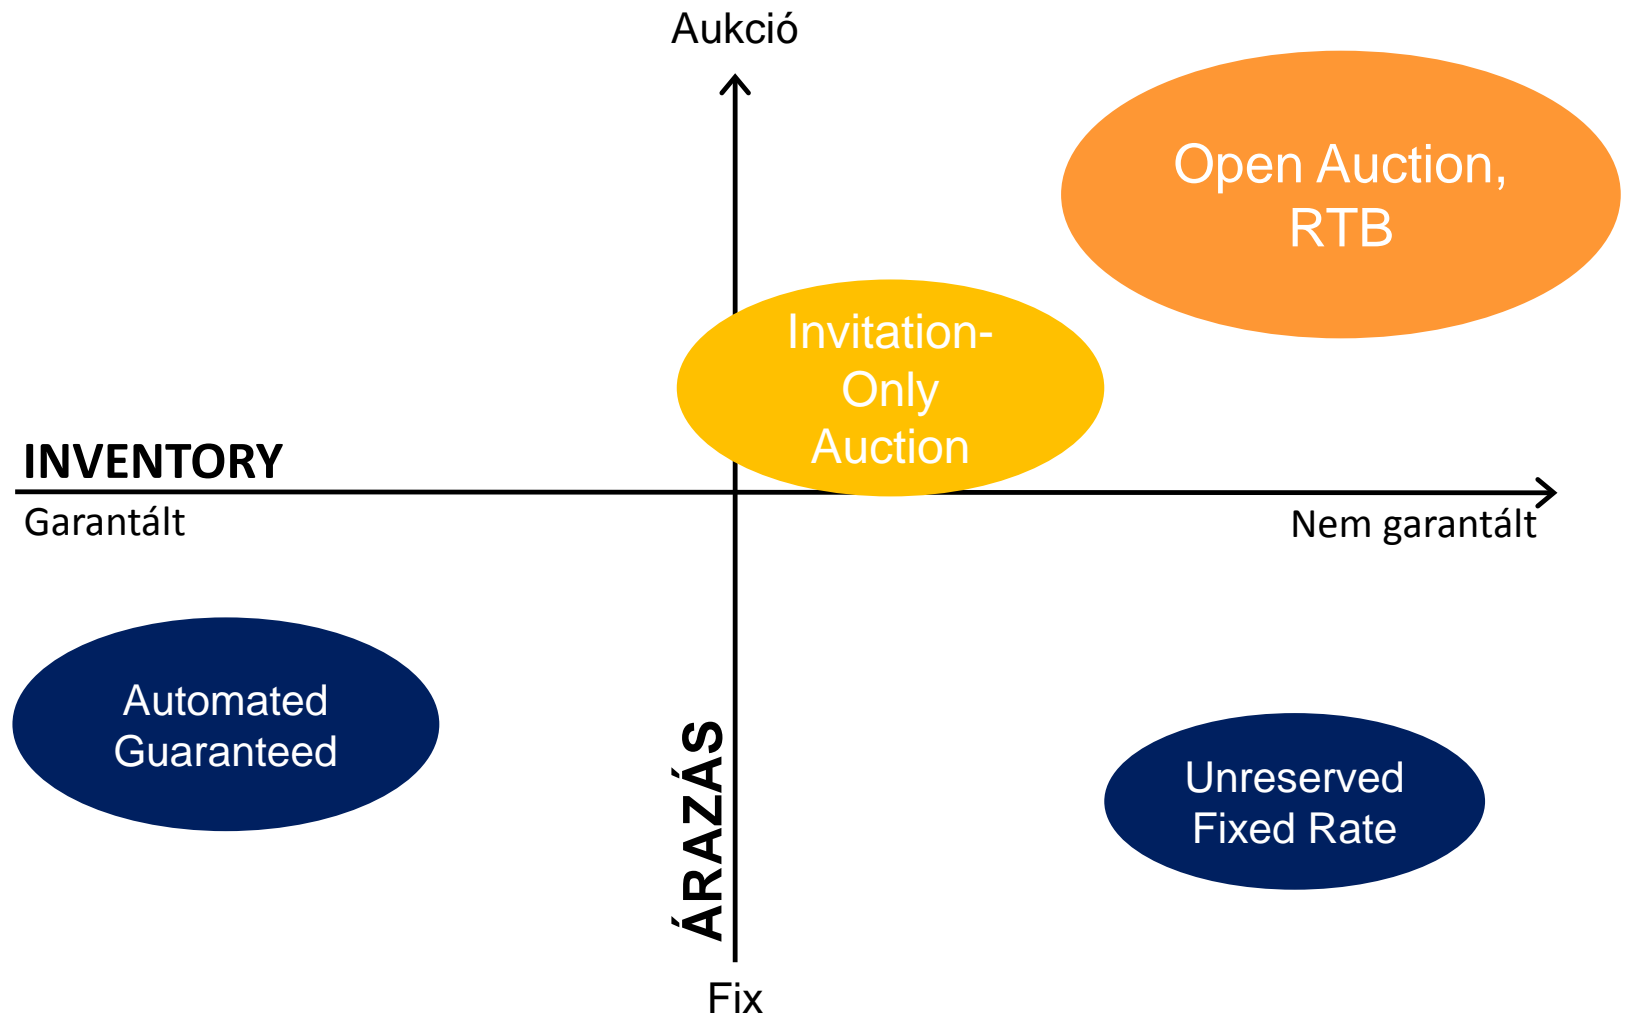 Aukció
Open Auction,
RTB
Invitation-
Only
Auction
INVENTORY
Garantált
Nem garantált
Automated
Guaranteed
Unreserved
Fixed Rate
ÁRAZÁS
Fix